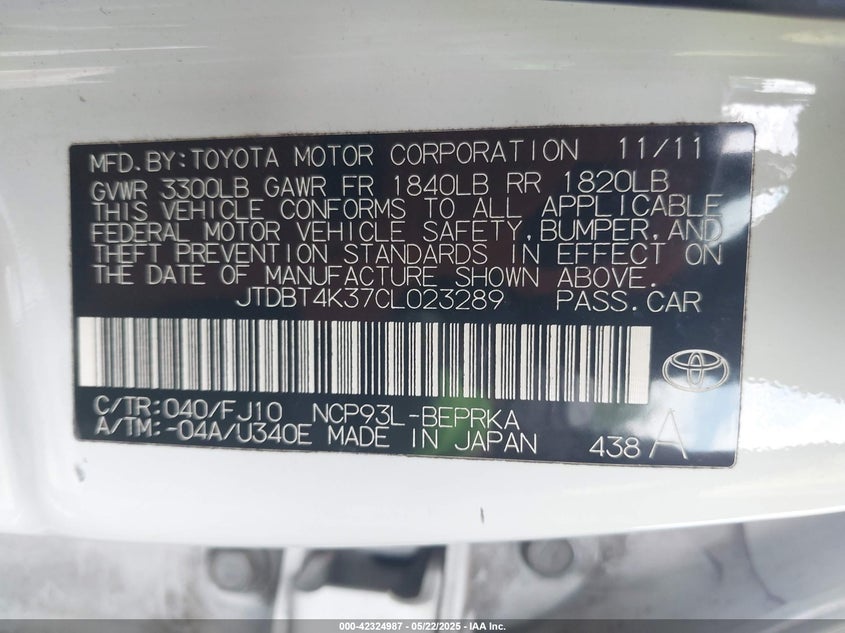 MFD.BY:TOYOTA MOTOR CORPORATION 11/11
GVWR 3300LB GAWR FR 1840LB RR 1820LB
THIS VEHICLE CONFORMS TO ALL APPLICABLE
FEDERAL MOTOR VEHICLE SAFETY,BUMPER,AND
THEFT PREVENTION STANDARDS IN EFFECT ON
THE DATE OF MANUFACTURE SHOWN ABOVE.
JTDBT4K37CL023289 PASS.CAR
C/TR:040/FJ10 NCP93L-BEPRKA
A/TM:-04A/U340E MADE IN JAPAN 438 A
000-42324987 - 05/22/2025 - IAA Inc.